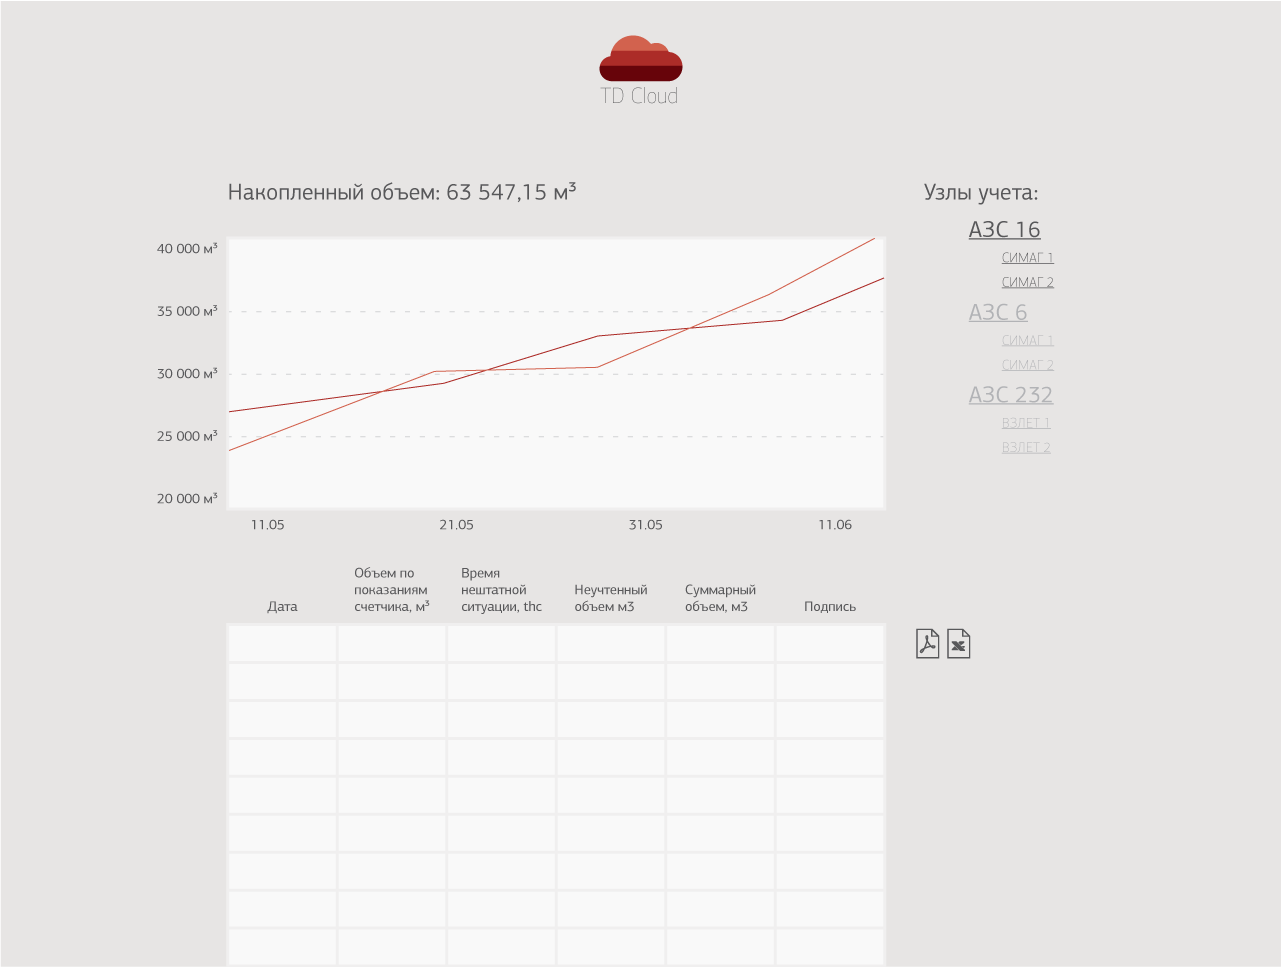 TD Cloud
Накопленный объем: 63 547,15 м³
Узлы учета:
АЗС 16
СИМАГ 1
СИМАГ 2
АЗС 6
СИМАГ 1
СИМАГ 2
АЗС 232
ВЗЛЕТ 1
ВЗЛЕТ 2
40 000 м³
35 000 м³
30 000 м³
25 000 м³
20 000 м³
11.05 21.05 31.05 11.06
Дата
Объем по
показаниям
счетчика, м³
Время
нештатной
ситуации, thc
Неучтенный
объем м3
Суммарный
объем, м3
Подпись